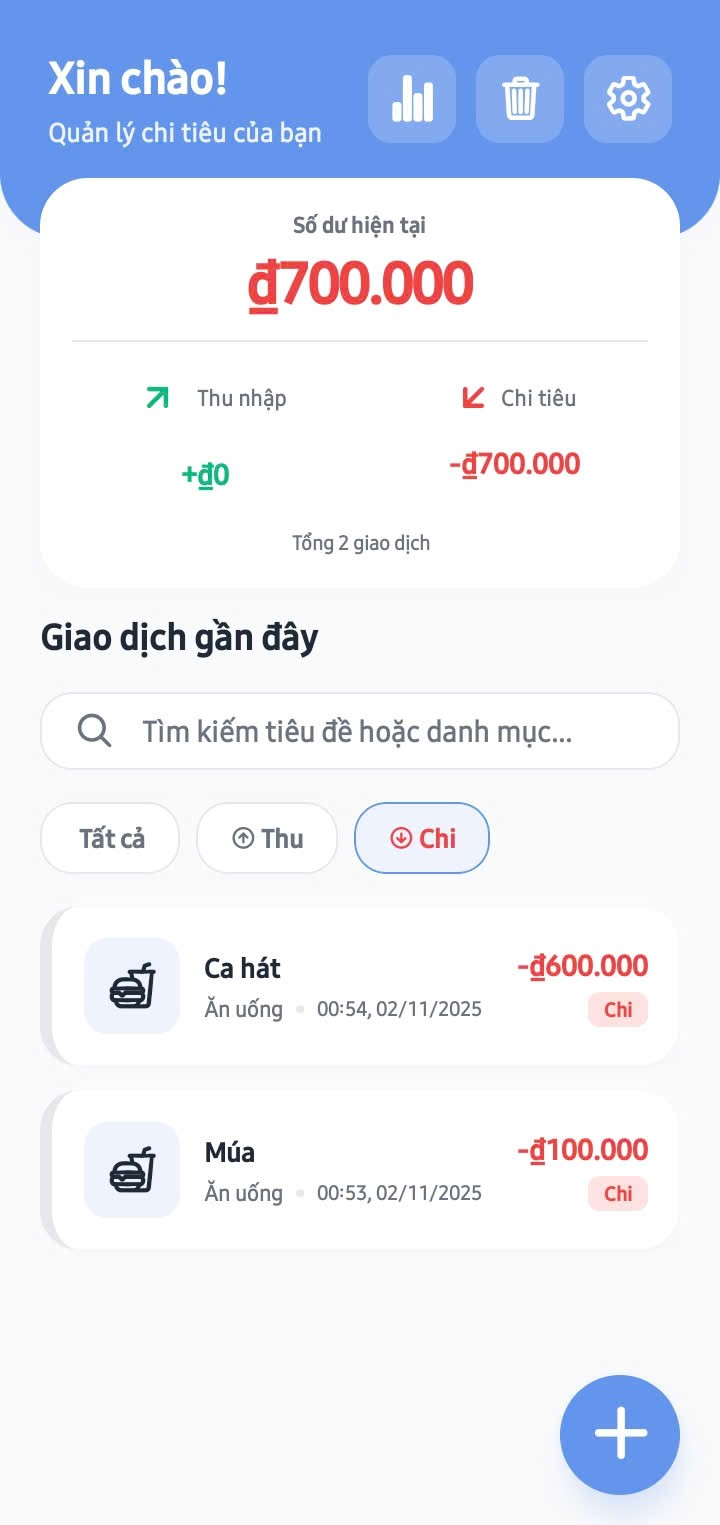 Xin chào!
Quản lý chi tiêu của bạn
Số dư hiện tại
₫700.000
Thu nhập
Chi tiêu
+₫0
-₫700.000
Tổng 2 giao dịch
Giao dịch gần đây
Tìm kiếm tiêu đề hoặc danh mục...
Tất cả
Thu
Chi
Ca hát
-₫600.000
Ăn uống • 00:54, 02/11/2025
Chi
Múa
-₫100.000
Ăn uống • 00:53, 02/11/2025
Chi